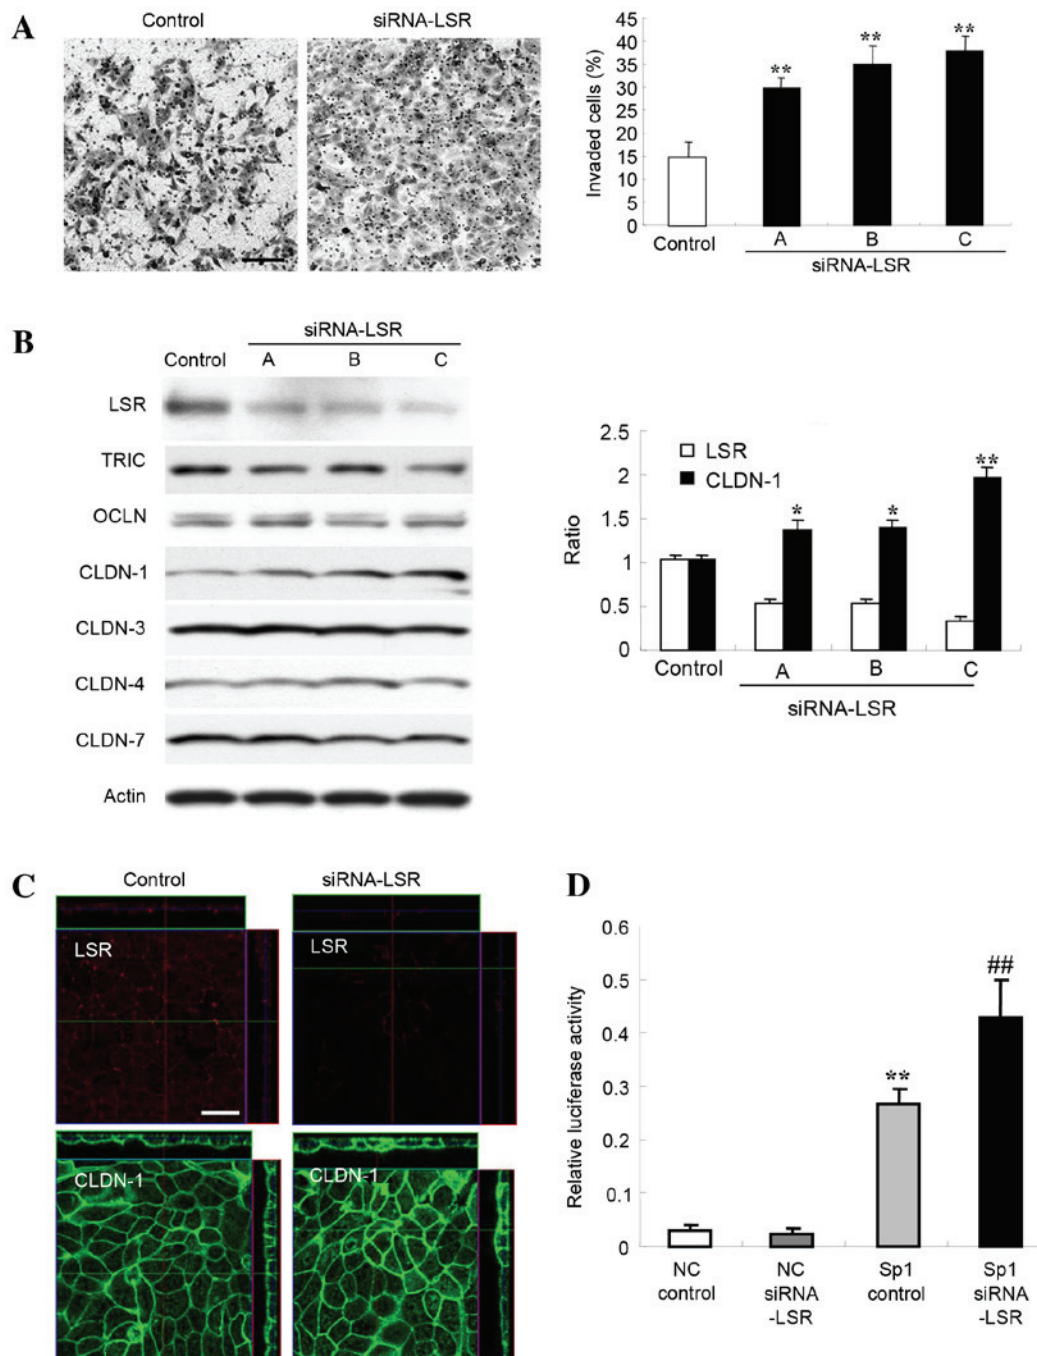 A
Control
siRNA-LSR
Invaded cells (%)
45
40
35
30
25
20
15
10
5
0
**
**
**
Control
A
B
C
siRNA-LSR
B
siRNA-LSR
Control
A
B
C
LSR
TRIC
OCLN
CLDN-1
CLDN-3
CLDN-4
CLDN-7
Actin
Ratio
2.5
2
1.5
1
0.5
0
LSR
CLDN-1
*
*
**
Control
A
B
C
siRNA-LSR
C
Control
siRNA-LSR
LSR
LSR
CLDN-1
CLDN-1
D
Relative luciferase activity
0.6
0.5
0.4
0.3
0.2
0.1
0
**
##
NC
control
NC
siRNA
-LSR
Sp1
control
Sp1
siRNA
-LSR